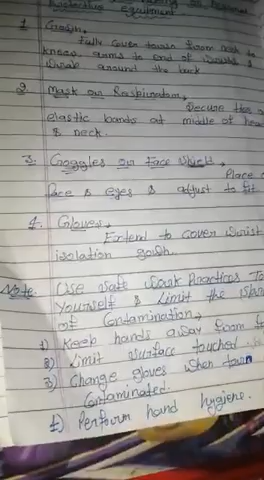 equipment
1. Gown,
Fully cover torso from neck to
knees arms to end of wrists &
wrap around the back
2. Mask or Respirator,
Secure
elastic bands at middle of
& neck.
3. Goggles or Face Shield,
Place
face & eyes & adjust to fit
4. Gloves,
Extend to cover wrist
isolation gown.
Note Use safe work Practices To
Yourself & Limit the
of Contamination,
1) Keep hands away from
2) Limit surface touched.
3) Change gloves when torn
Contaminated.
4) Perform hand hygiene.